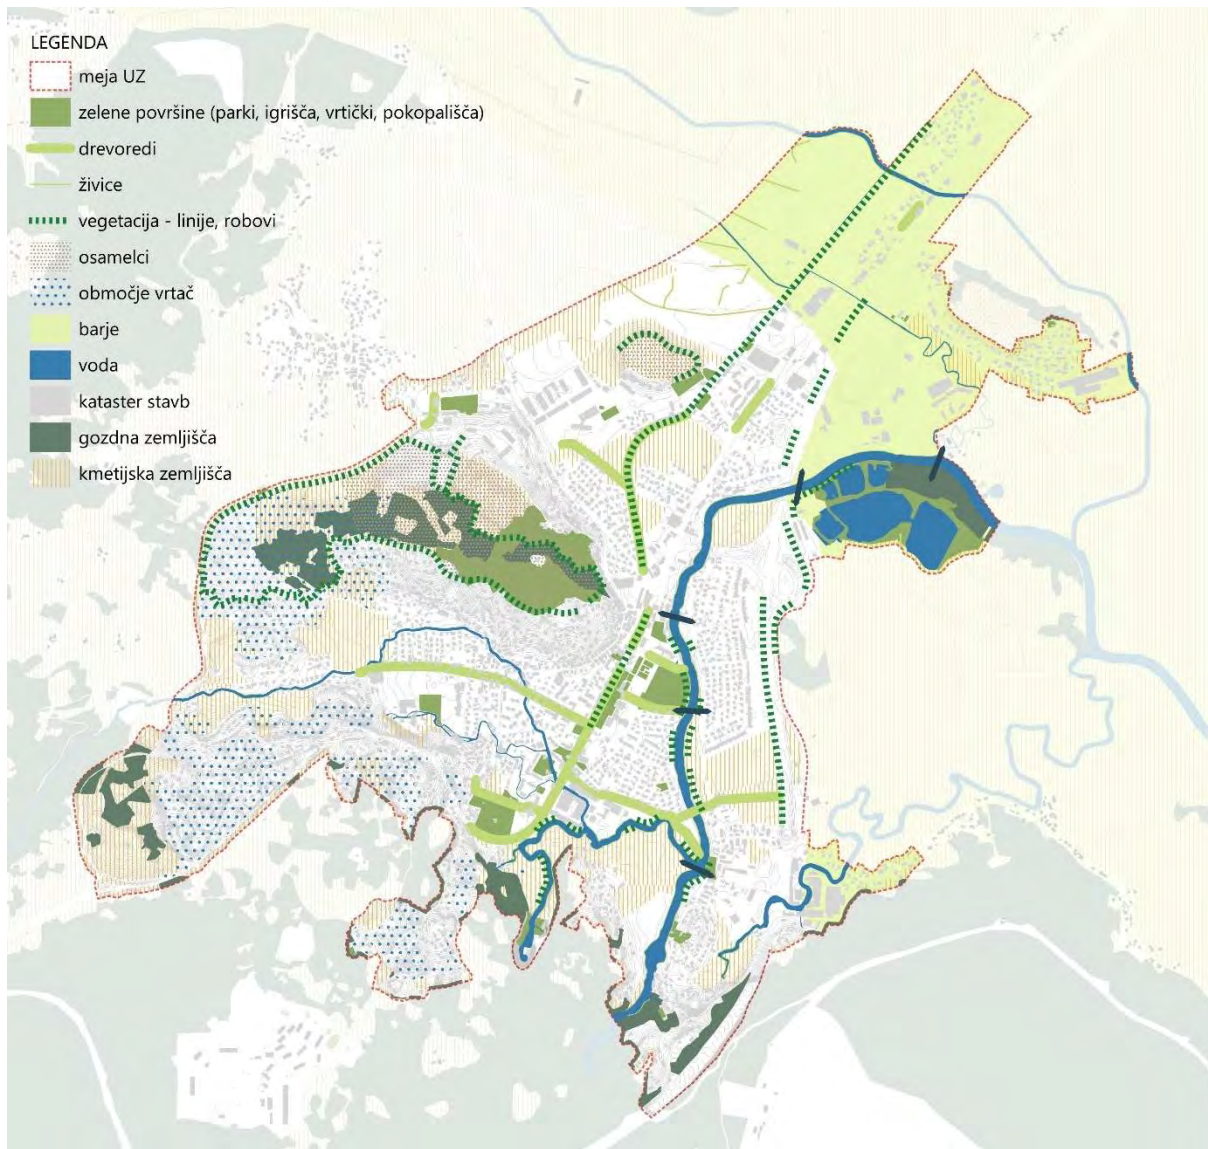 LEGENDA
meja UZ
zelene površine (parki, igrišča, vrtički, pokopališča)
drevoredi
živice
vegetacija - linije, robovi
osamelci
območje vrtač
barje
voda
kataster stavb
gozdna zemljišča
kmetijska zemljišča